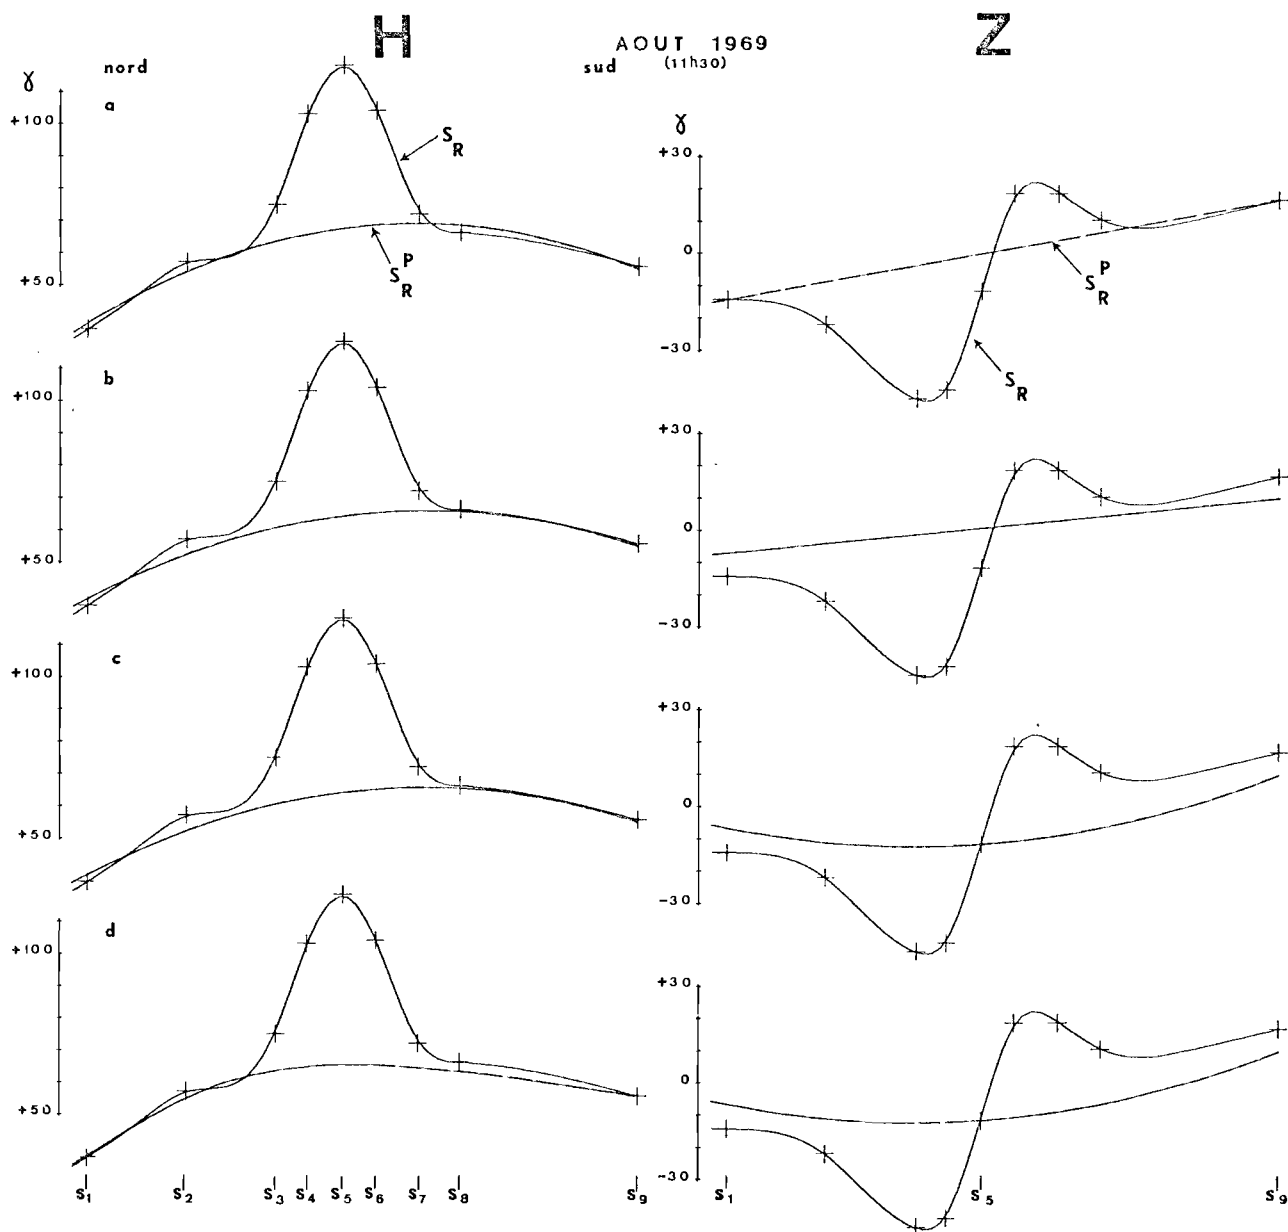 H
AOUT 1969
Z
nord
sud
(11h30)
γ
a
+100
+50
S_R
S_R^P
γ
+30
0
-30
S_R^P
S_R
b
+100
+50
+30
0
-30
c
+100
+50
+30
0
-30
d
+100
+50
+30
0
-30
S1 S2 S3 S4 S5 S6 S7 S8 S9
S1 S5 S9